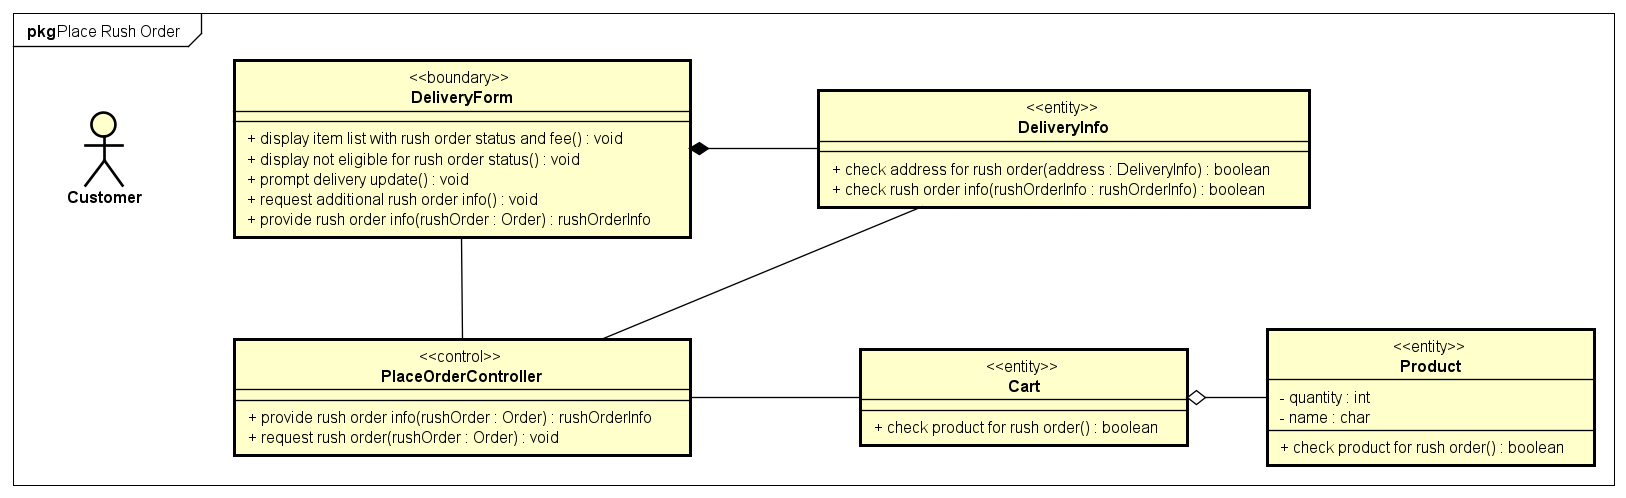 pkg Place Rush Order
Customer
<<boundary>>
DeliveryForm
+ display item list with rush order status and fee() : void
+ display not eligible for rush order status() : void
+ prompt delivery update() : void
+ request additional rush order info() : void
+ provide rush order info(rushOrder : Order) : rushOrderInfo
<<entity>>
DeliveryInfo
+ check address for rush order(address : DeliveryInfo) : boolean
+ check rush order info(rushOrderInfo : rushOrderInfo) : boolean
<<control>>
PlaceOrderController
+ provide rush order info(rushOrder : Order) : rushOrderInfo
+ request rush order(rushOrder : Order) : void
<<entity>>
Cart
+ check product for rush order() : boolean
<<entity>>
Product
- quantity : int
- name : char
+ check product for rush order() : boolean